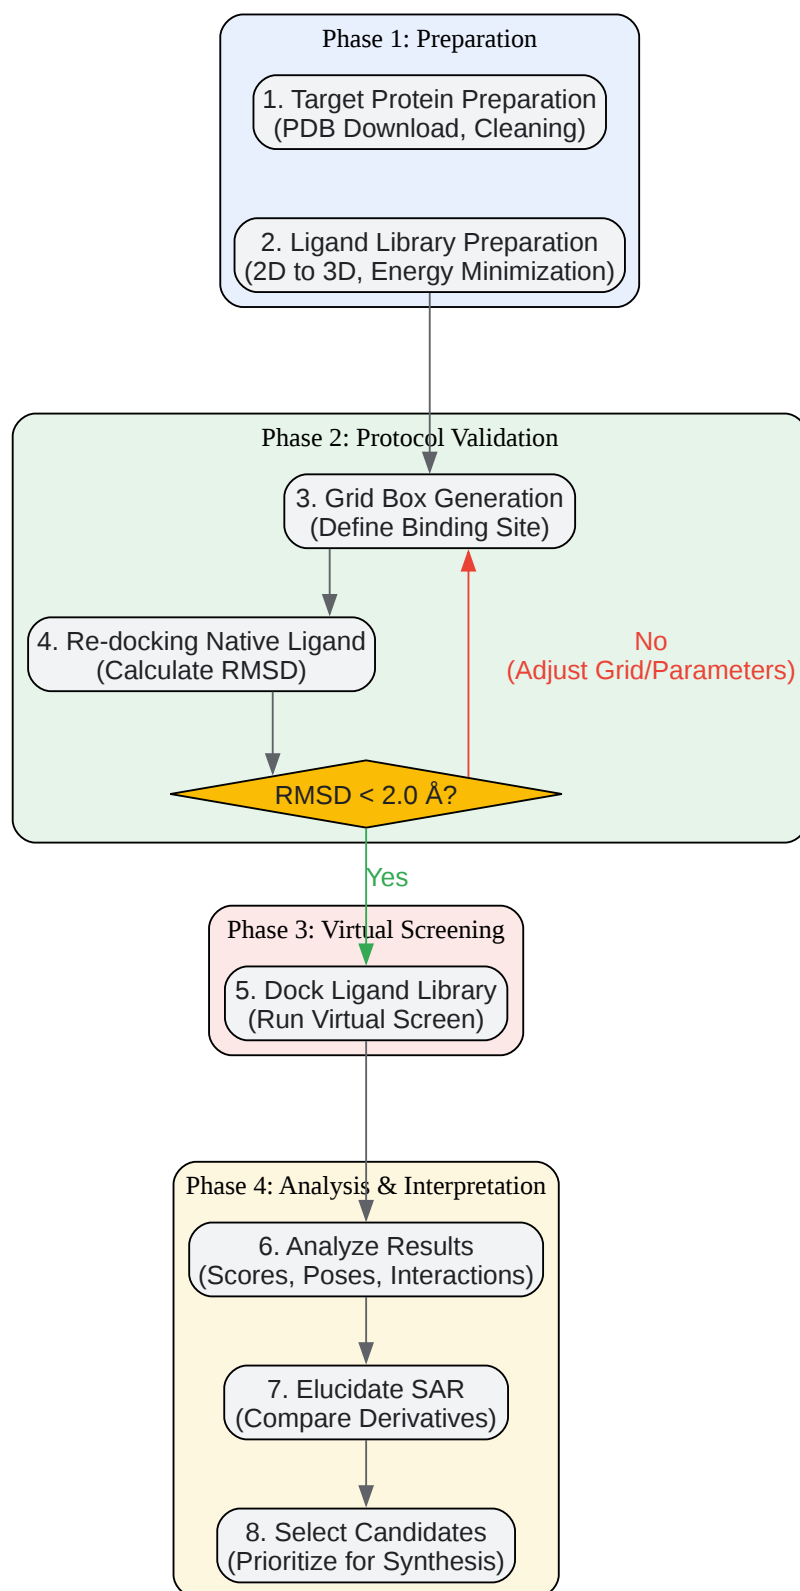 Phase 1: Preparation
1. Target Protein Preparation
(PDB Download, Cleaning)
2. Ligand Library Preparation
(2D to 3D, Energy Minimization)
Phase 2: Protocol Validation
3. Grid Box Generation
(Define Binding Site)
4. Re-docking Native Ligand
(Calculate RMSD)
No
(Adjust Grid/Parameters)
RMSD < 2.0 Å?
Yes
Phase 3: Virtual Screening
5. Dock Ligand Library
(Run Virtual Screen)
Phase 4: Analysis & Interpretation
6. Analyze Results
(Scores, Poses, Interactions)
7. Elucidate SAR
(Compare Derivatives)
8. Select Candidates
(Prioritize for Synthesis)